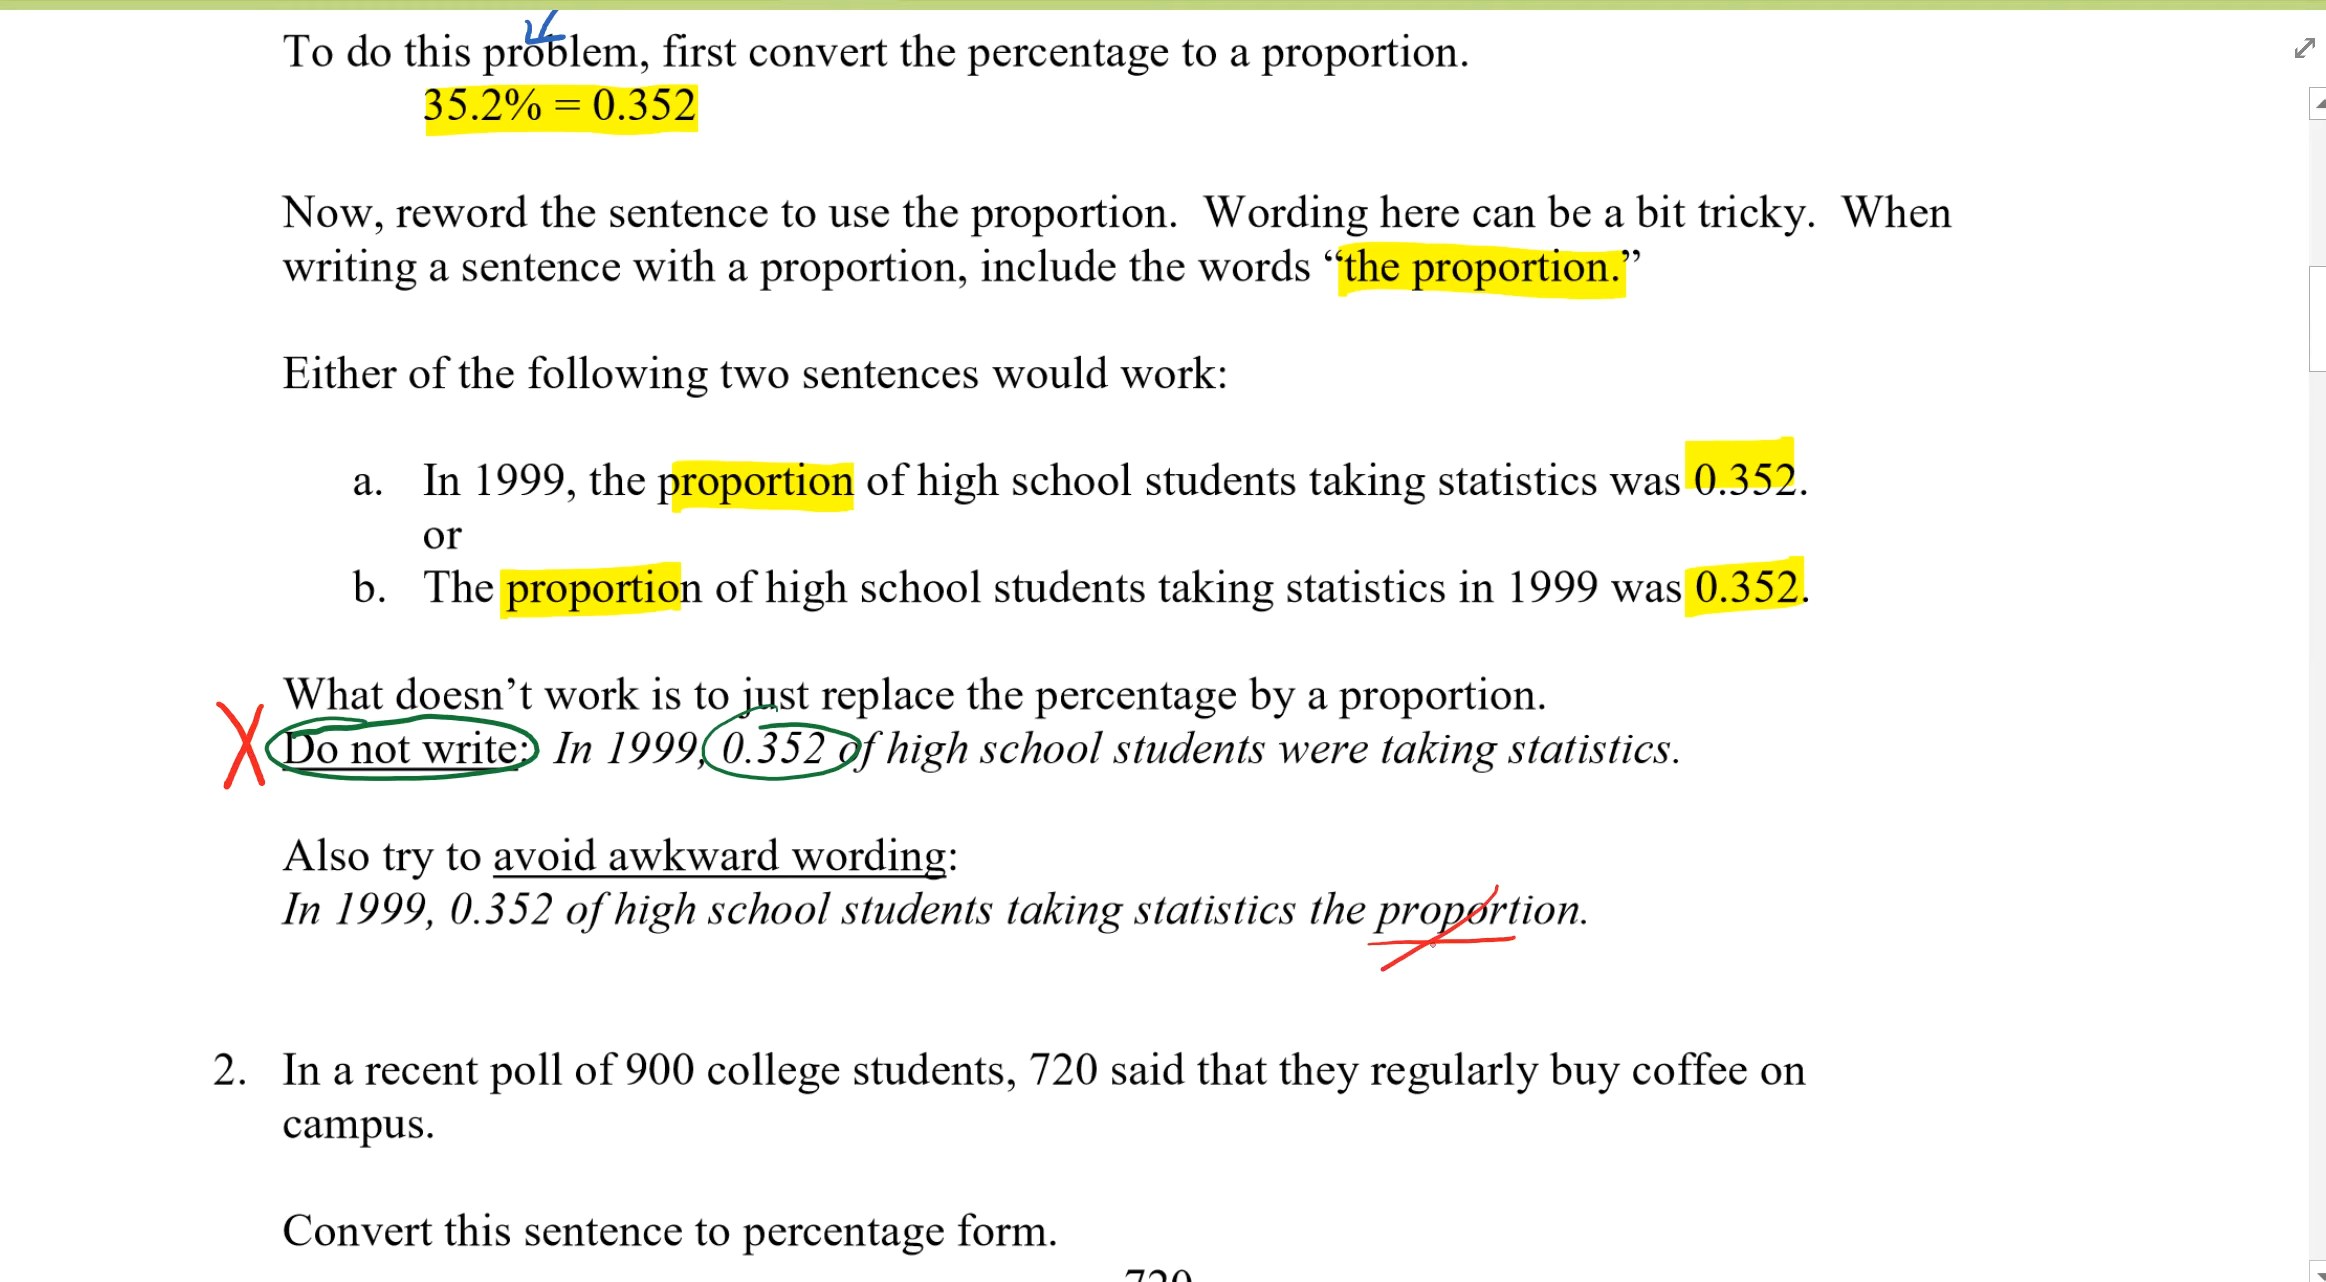 To do this problem, first convert the percentage to a proportion.
35.2% = 0.352
Now, reword the sentence to use the proportion.  Wording here can be a bit tricky.  When
writing a sentence with a proportion, include the words “the proportion.”
Either of the following two sentences would work:
a. In 1999, the proportion of high school students taking statistics was 0.352.
or
b. The proportion of high school students taking statistics in 1999 was 0.352.
What doesn’t work is to just replace the percentage by a proportion.
X Do not write: In 1999, 0.352 of high school students were taking statistics.
Also try to avoid awkward wording:
In 1999, 0.352 of high school students taking statistics the proportion.
2. In a recent poll of 900 college students, 720 said that they regularly buy coffee on
campus.
Convert this sentence to percentage form.
720